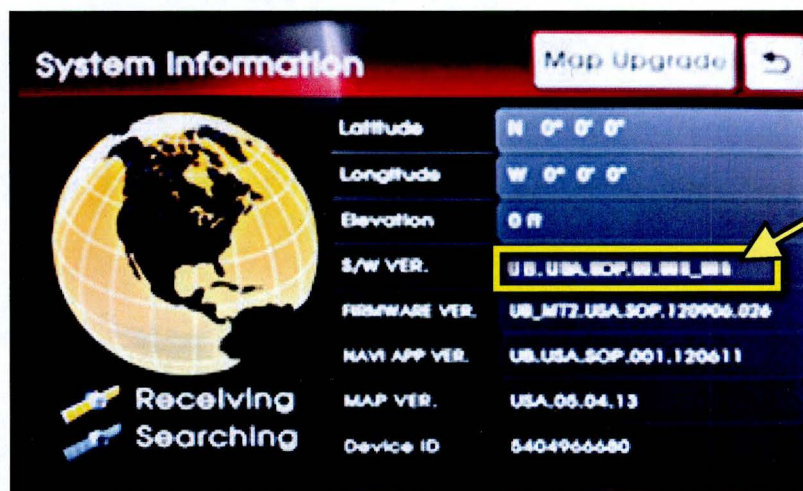 System Information
Map Upgrade
Latitude N 0° 0' 0"
Longitude W 0° 0' 0"
Elevation 0 ft
S/W VER.
FIRMWARE VER. UB_MT2.USA.SOP.120906.026
NAVI APP VER. UB.USA.SOP.001.120611
MAP VER. USA.05.04.13
Device ID 5404966680
Receiving
Searching